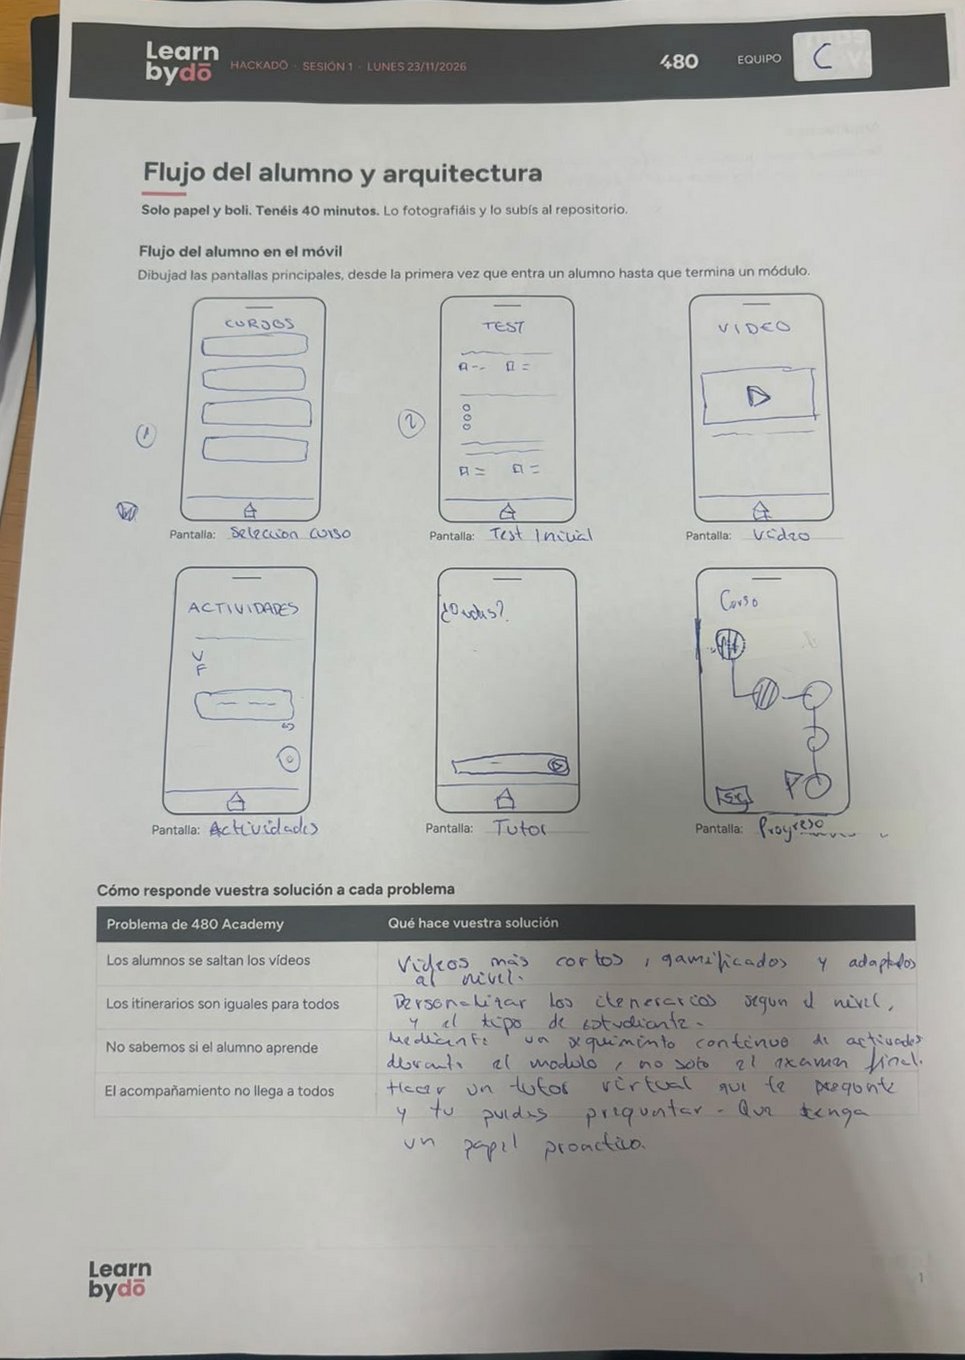 Learn
bydō
HACKADŌ · SESIÓN 1 · LUNES 23/11/2026
480
EQUIPO
C
Flujo del alumno y arquitectura
Solo papel y boli. Tenéis 40 minutos. Lo fotografiáis y lo subís al repositorio.
Flujo del alumno en el móvil
Dibujad las pantallas principales, desde la primera vez que entra un alumno hasta que termina un módulo.
CURSOS
TEST
VIDEO
1
2
Pantalla: Selección curso
Pantalla: Test Inicial
Pantalla: Video
ACTIVIDADES
V
F
¿Dudas?
Curso
Pantalla: Actividades
Pantalla: Tutor
Pantalla: Progreso
Cómo responde vuestra solución a cada problema
Problema de 480 Academy
Qué hace vuestra solución
Los alumnos se saltan los vídeos
Videos más cortos, gamificados y adaptados
al nivel.
Los itinerarios son iguales para todos
Personalizar los itenerarios segun el nivel,
y el tipo de estudiante.
No sabemos si el alumno aprende
Mediante un seguimiento continuo de
durante el modulo, no solo el examen final.
El acompañamiento no llega a todos
Hacer un tutor virtual que te pregunte
y tu puedas preguntar. Que tenga
un papel proactivo.
Learn
bydō
1